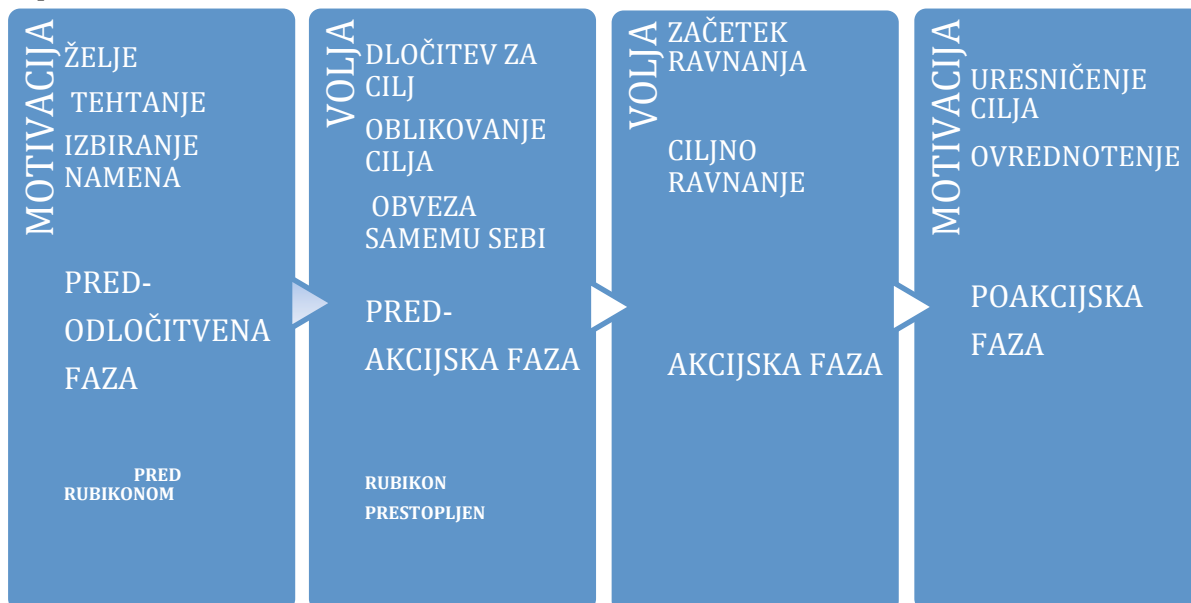 MOTIVACIJA
ŽELJE
TEHTANJE
IZBIRANJE
NAMENA
PRED-
ODLOČITVENA
FAZA
PRED
RUBIKONOM
VOLJA
DLOČITEV ZA
CILJ
OBLIKOVANJE
CILJA
OBVEZA
SAMEMU SEBI
PRED-
AKCIJSKA FAZA
RUBIKON
PRESTOPLJEN
VOLJA
ZAČETEK
RAVNANJA
CILJNO
RAVNANJE
AKCIJSKA FAZA
MOTIVACIJA
URESNIČENJE
CILJA
OVREDNOTENJE
POAKCIJSKA
FAZA